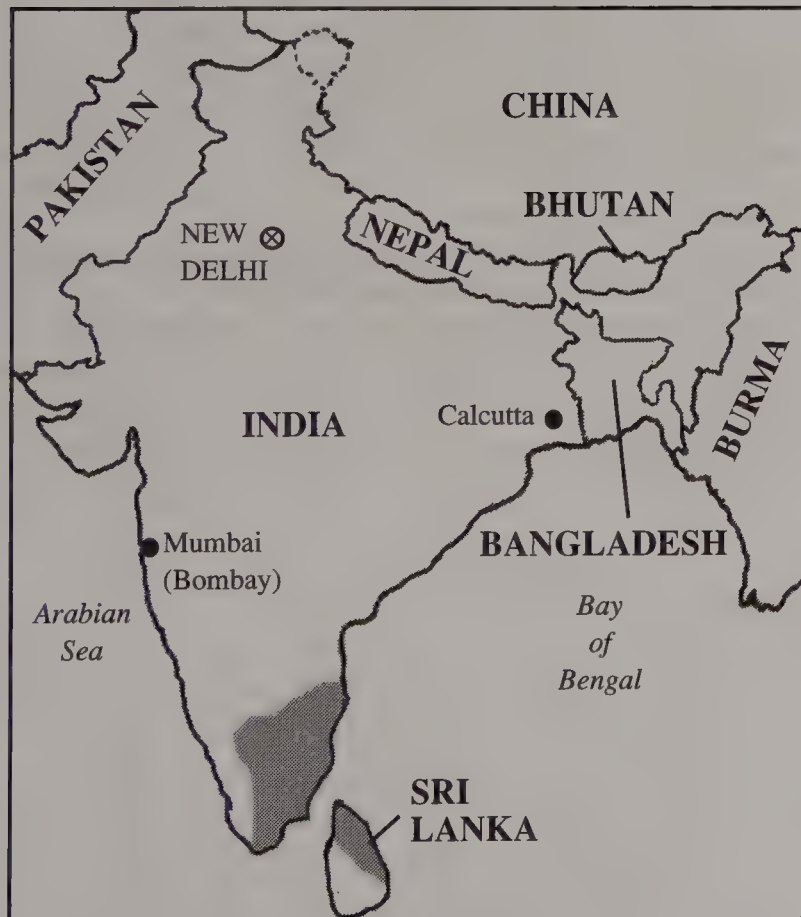 CHINA
PAKISTAN
BHUTAN
NEW
DELHI
NEPAL
INDIA
Calcutta
BURMA
Mumbai
(Bombay)
BANGLADESH
Arabian
Sea
Bay
of
Bengal
SRI
LANKA